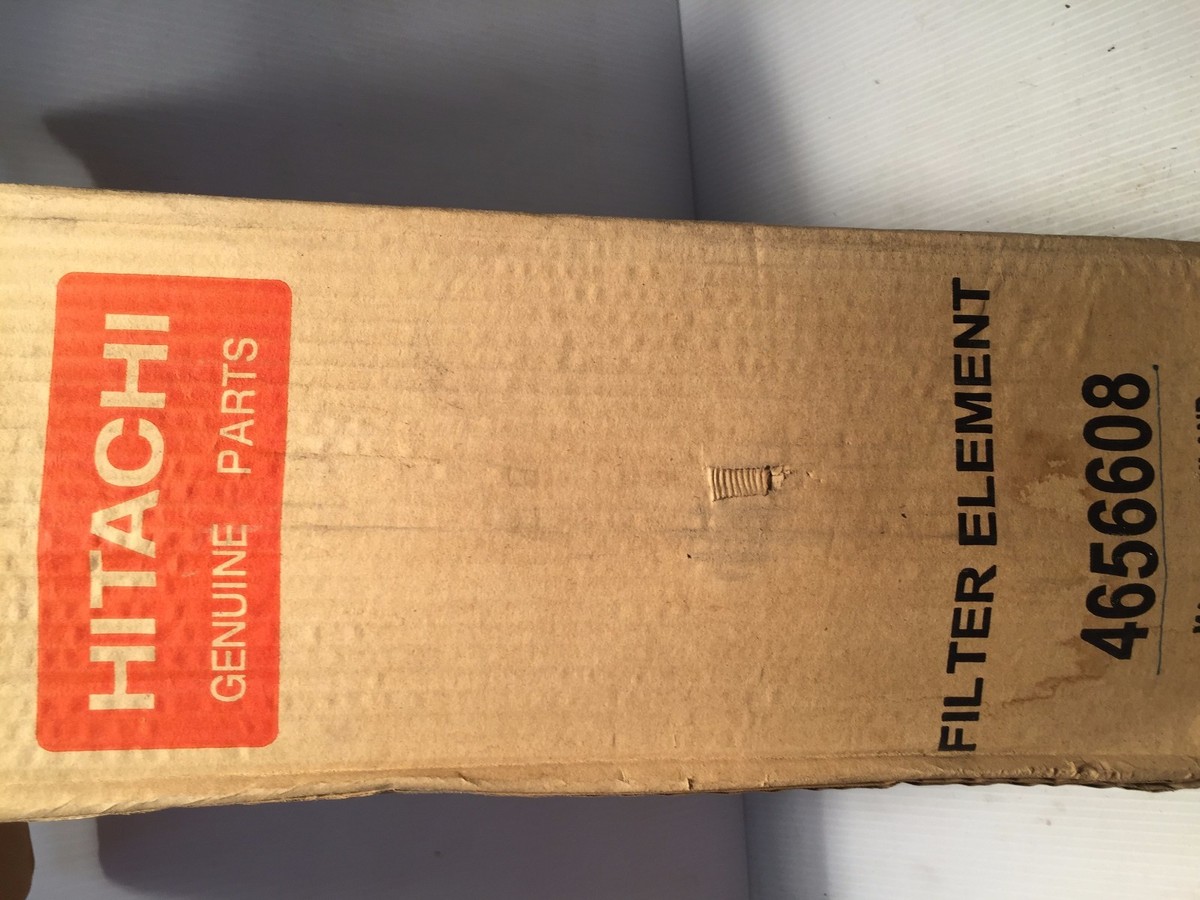 HITACHI
GENUINE PARTS
FILTER ELEMENT
4656608